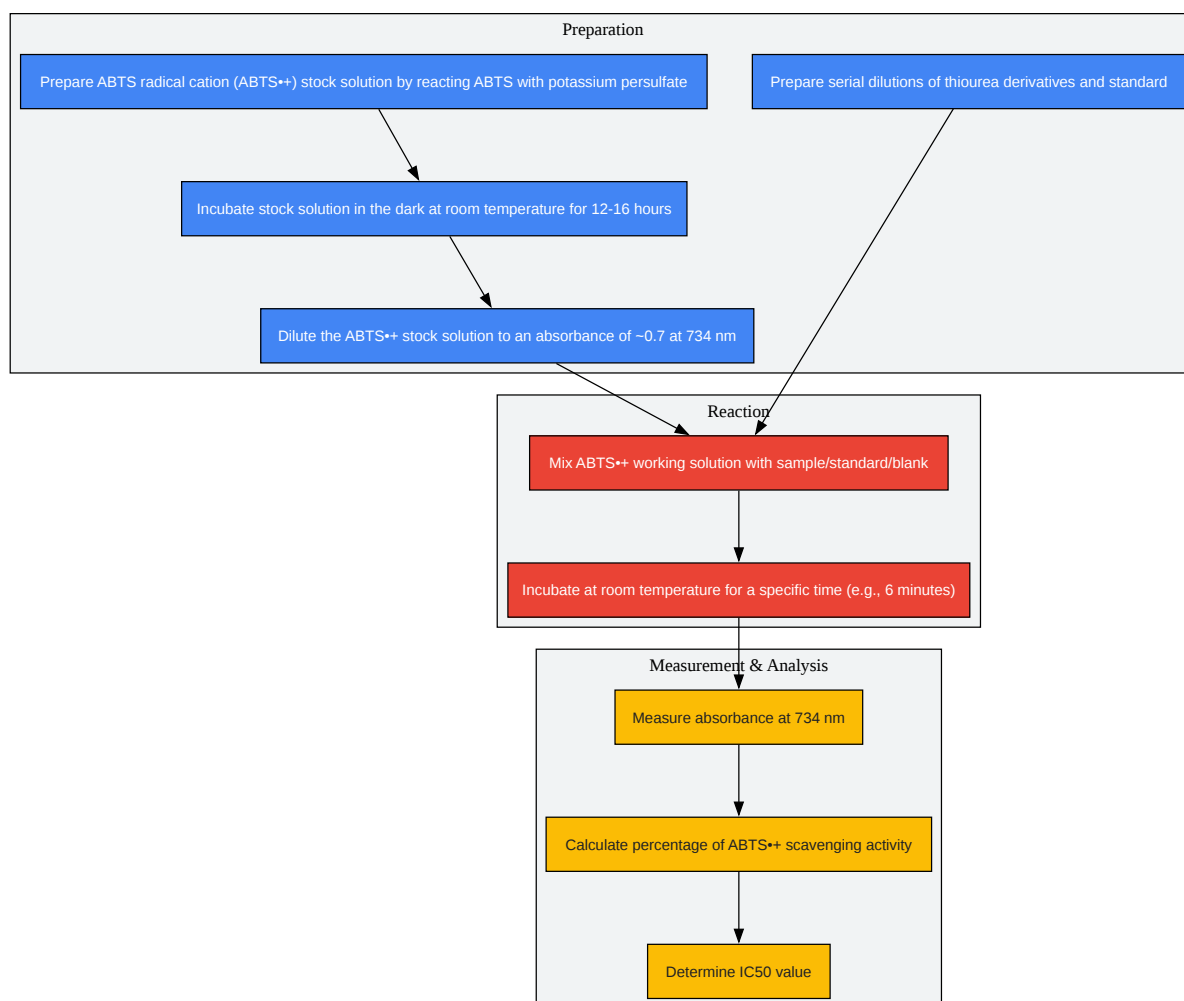 Preparation
Prepare ABTS radical cation (ABTS•+) stock solution by reacting ABTS with potassium persulfate
Prepare serial dilutions of thiourea derivatives and standard
Incubate stock solution in the dark at room temperature for 12-16 hours
Dilute the ABTS•+ stock solution to an absorbance of ~0.7 at 734 nm
Reaction
Mix ABTS•+ working solution with sample/standard/blank
Incubate at room temperature for a specific time (e.g., 6 minutes)
Measurement & Analysis
Measure absorbance at 734 nm
Calculate percentage of ABTS•+ scavenging activity
Determine IC50 value